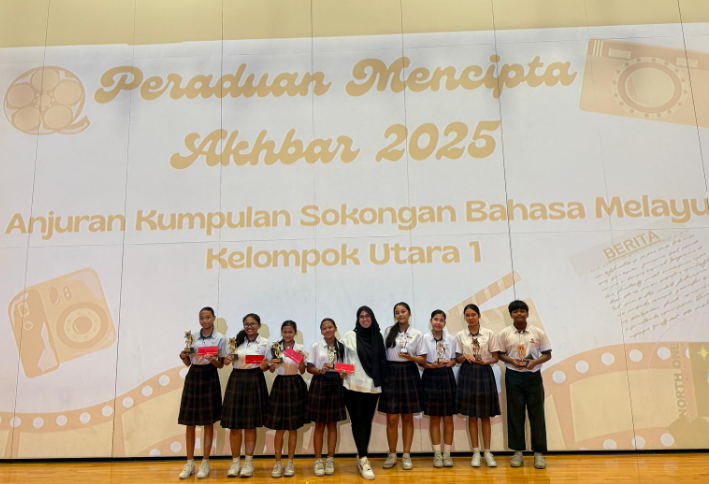 Peraduan Mencipta
Akhbar 2025
Anjuran Kumpulan Sokongan Bahasa Melayu
Kelompok Utara 1
BERITA
NORTH ONE